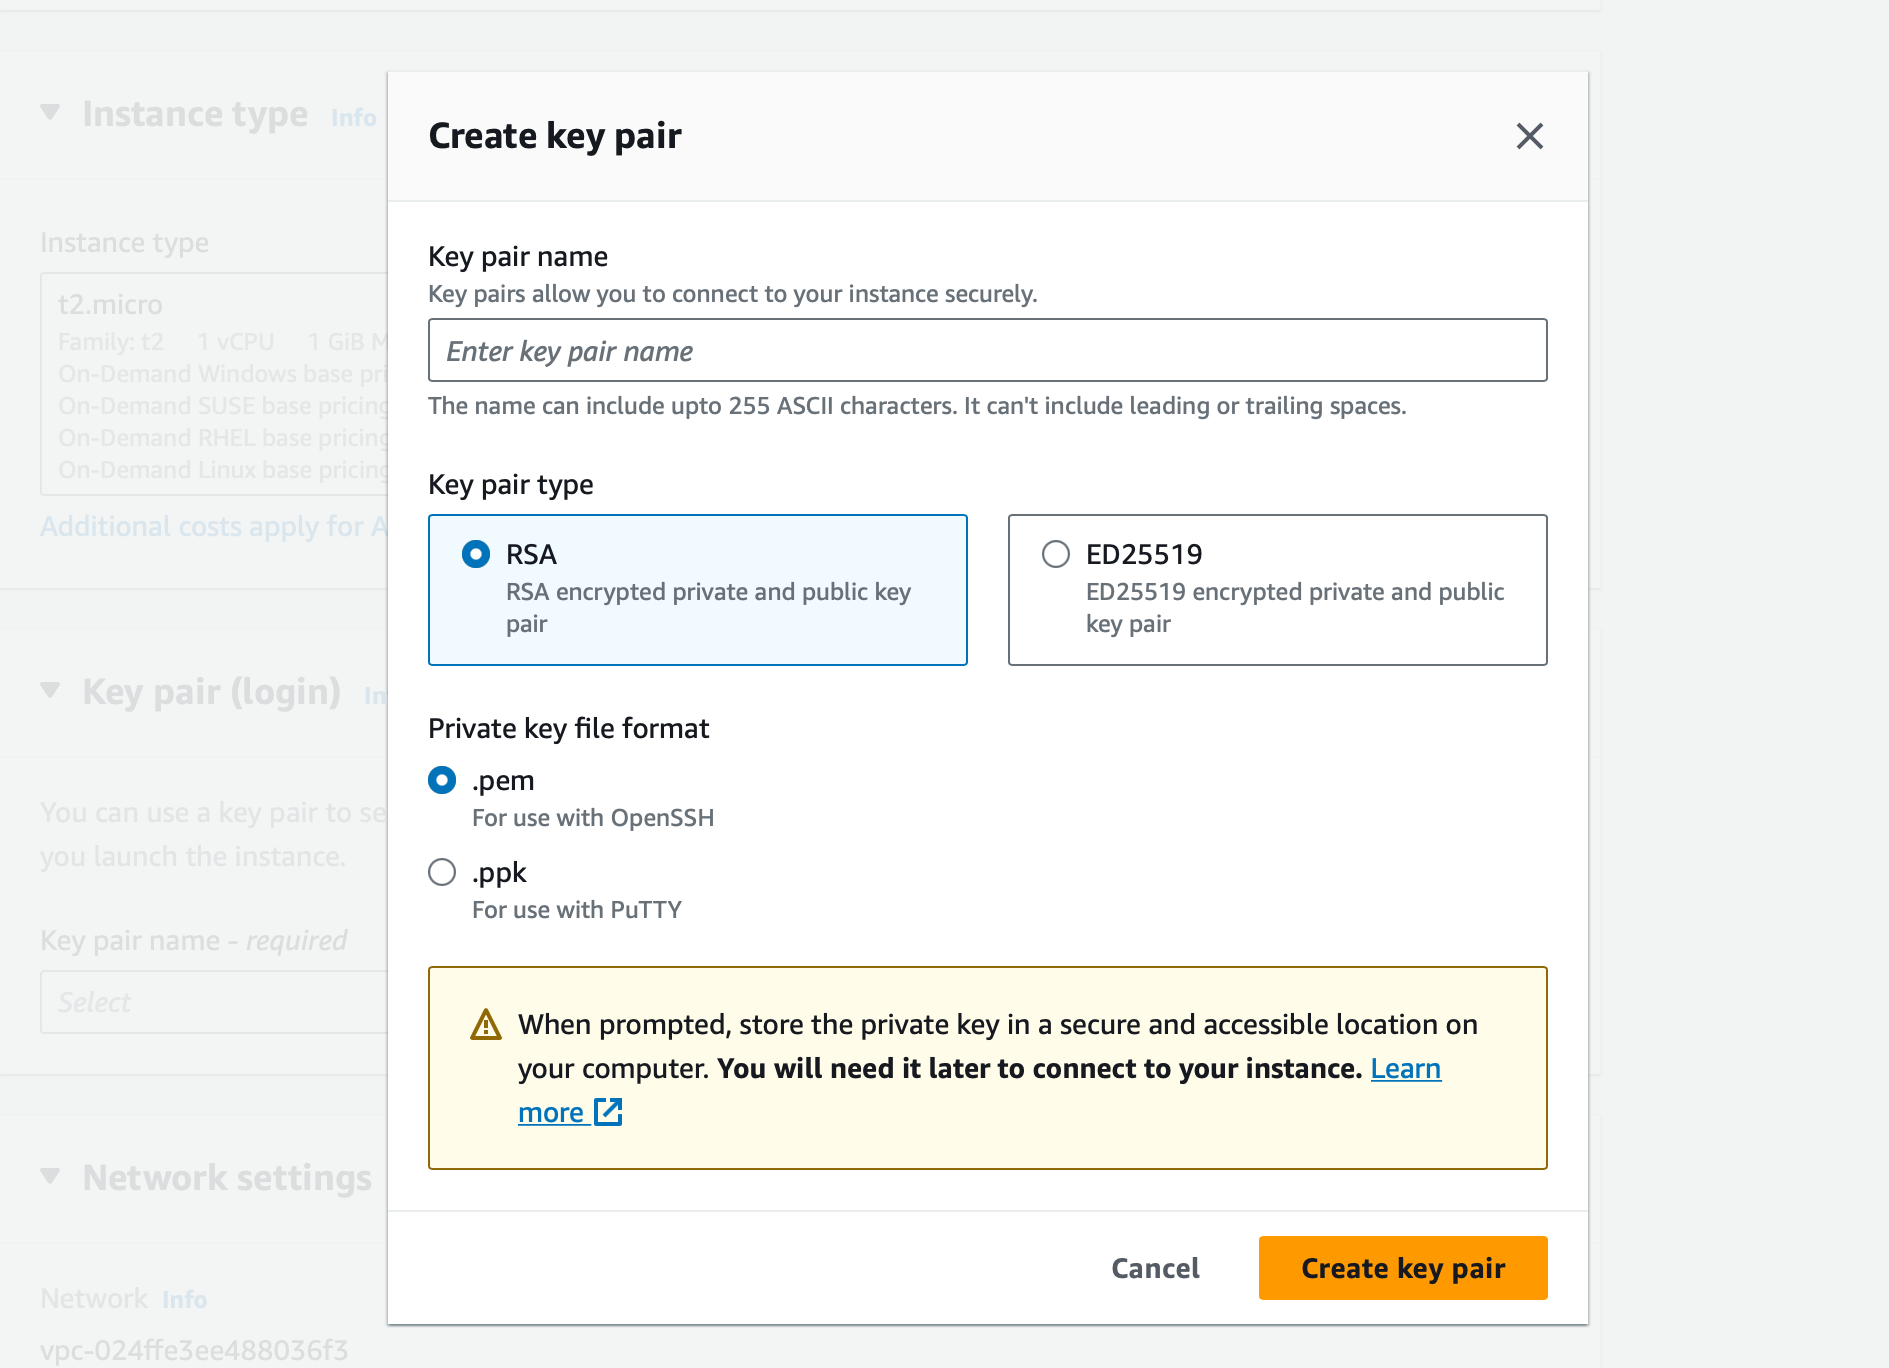 Instance type Info
Instance type
t2.micro
Family: t2 1 vCPU 1 GiB
On-Demand Windows base
On-Demand SUSE base pricing
On-Demand RHEL base pricing
On-Demand Linux base pricing
Additional costs apply for
Key pair (login)
You can use a key pair to
you launch the instance.
Key pair name - required
Select
Network settings
Network Info
vpc-024ffe3ee488036f3
Create key pair
Key pair name
Key pairs allow you to connect to your instance securely.
Enter key pair name
The name can include upto 255 ASCII characters. It can't include leading or trailing spaces.
Key pair type
RSA
RSA encrypted private and public key
pair
ED25519
ED25519 encrypted private and public
key pair
Private key file format
.pem
For use with OpenSSH
.ppk
For use with PuTTY
When prompted, store the private key in a secure and accessible location on
your computer. You will need it later to connect to your instance. Learn
more
Cancel
Create key pair